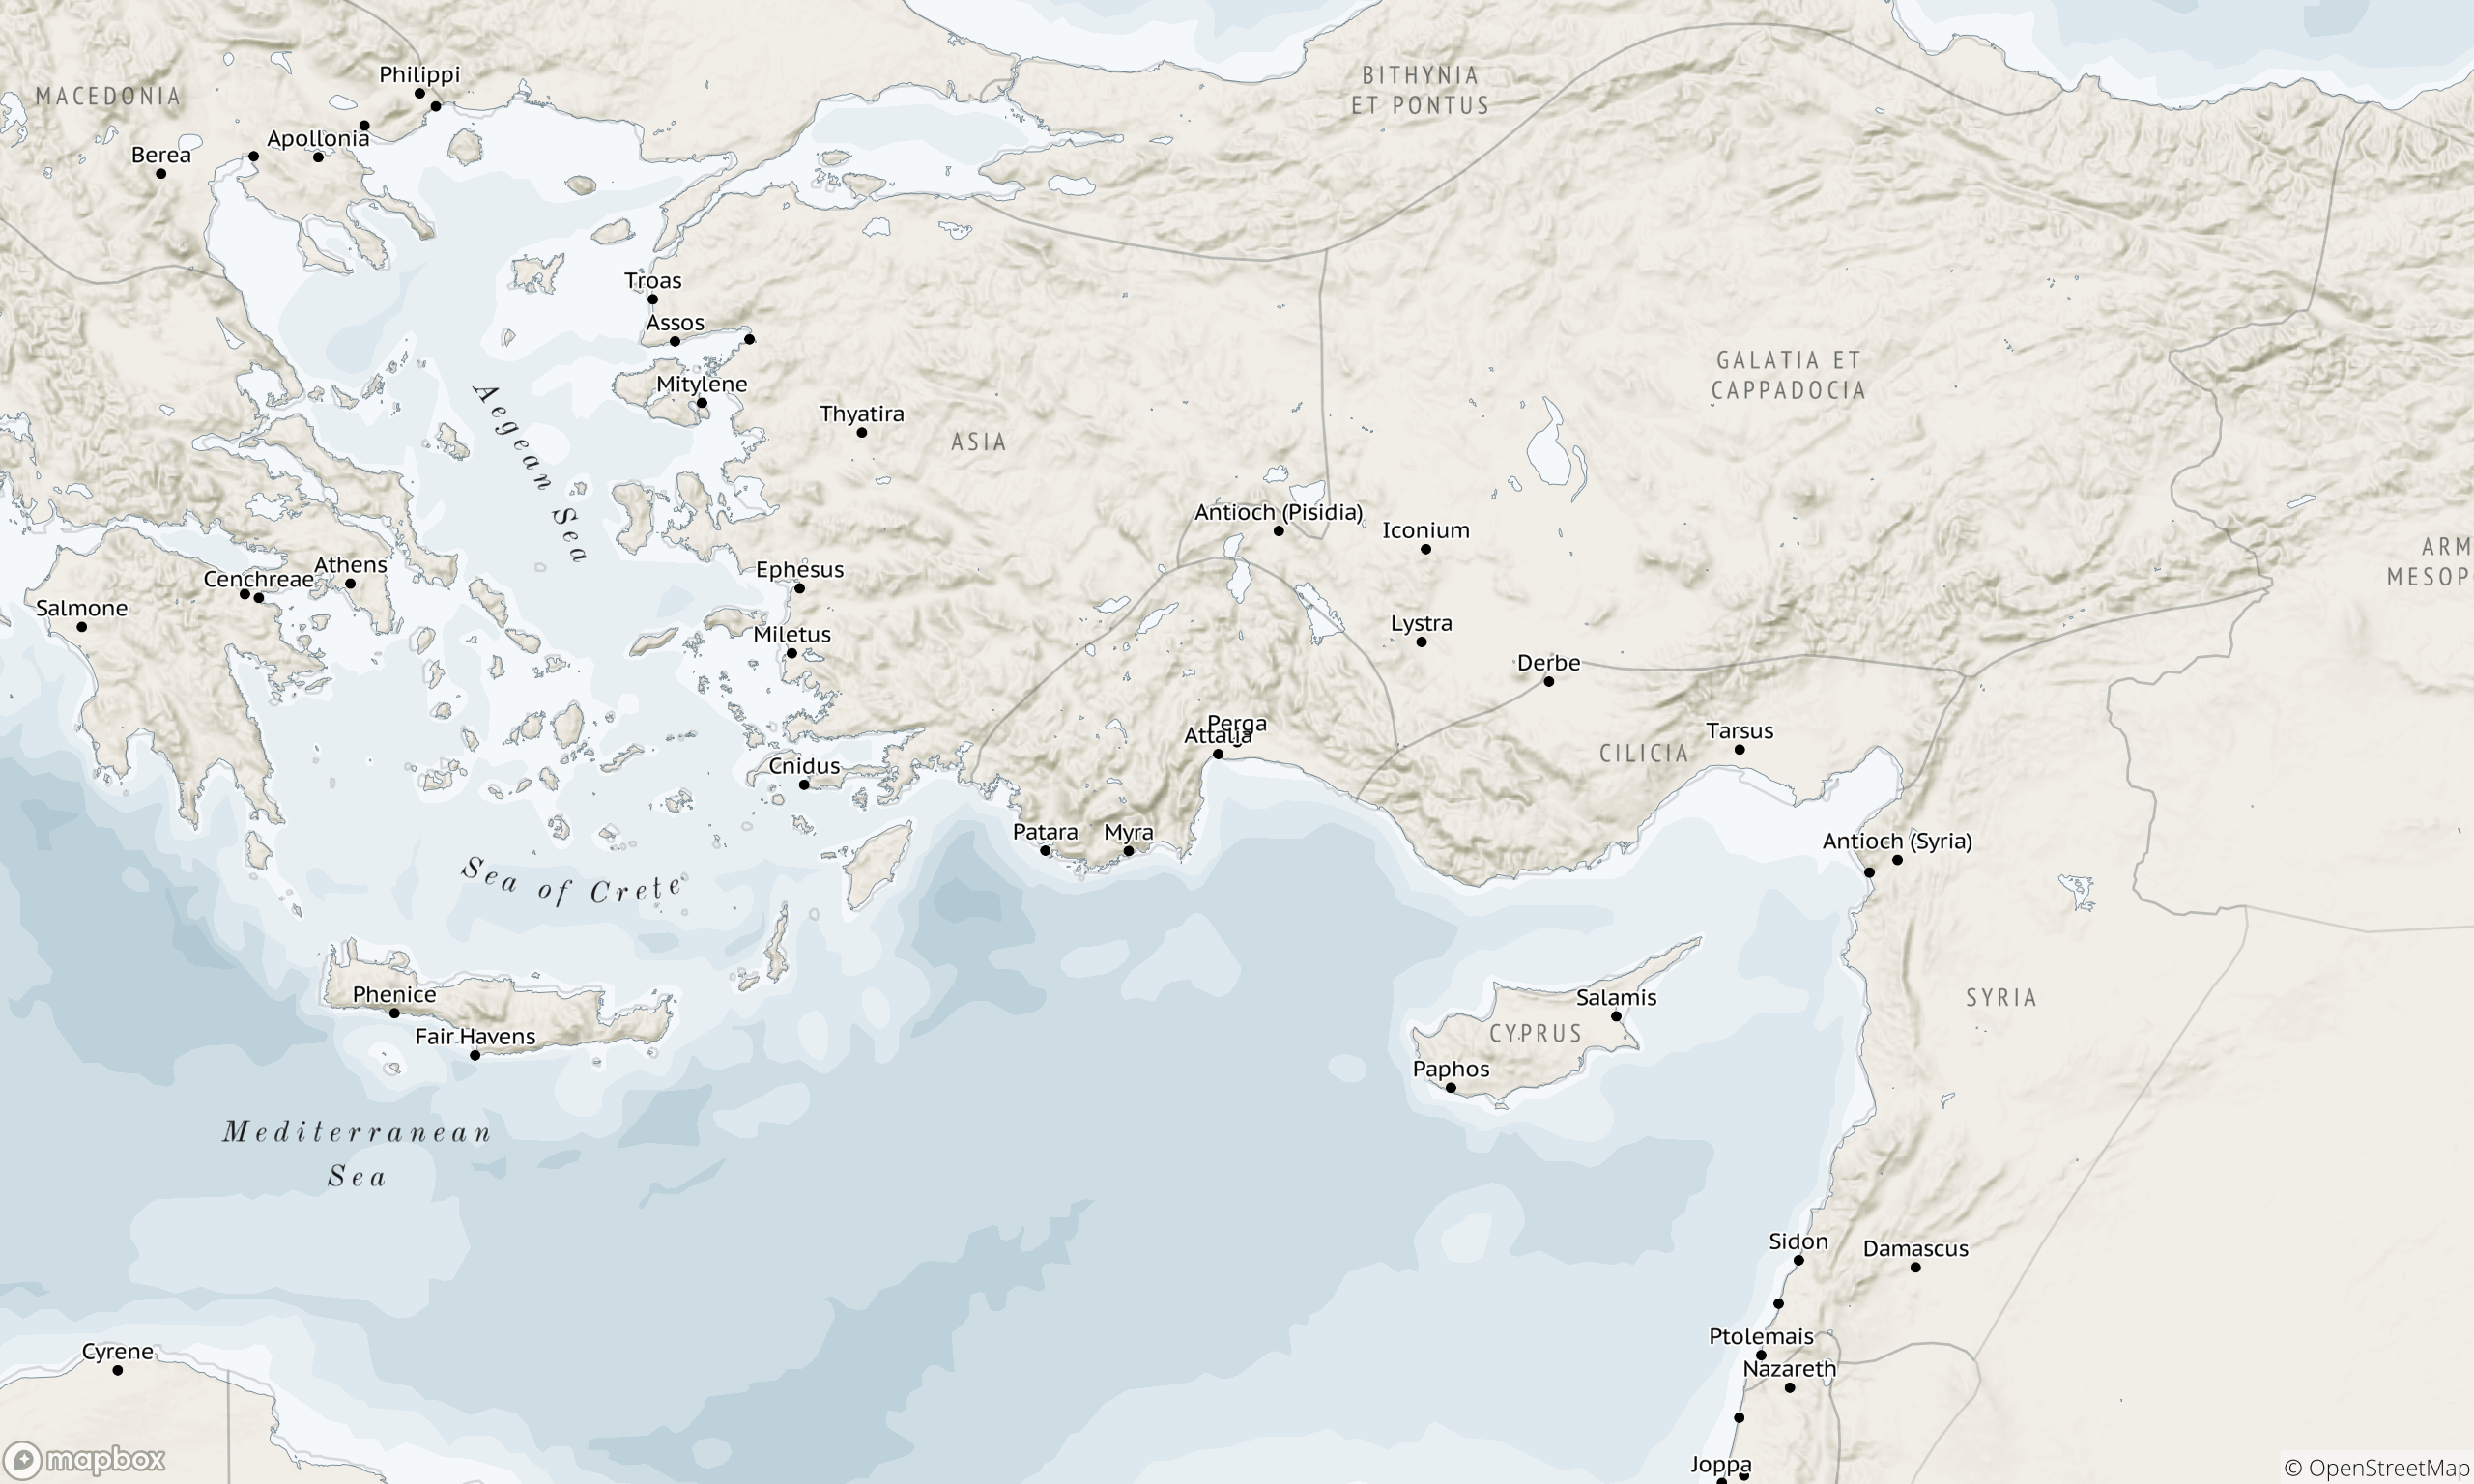 Philippi
BITHYNIA
ET PONTUS
MACEDONIA
Apollonia
Berea
Troas
Assos
GALATIA ET
CAPPADOCIA
Mitylene
Aegean Sea
Thyatira
ASIA
Antioch (Pisidia)
Iconium
ARM
MESOP
Athens
Ephesus
Cenchreae
Salmone
Lystra
Miletus
Derbe
Perga
Attalia
Tarsus
CILICIA
Cnidus
Patara
Myra
Antioch (Syria)
Sea of Crete
Phenice
Salamis
SYRIA
Fair Havens
CYPRUS
Paphos
Mediterranean
Sea
Sidon
Damascus
Ptolemais
Cyrene
Nazareth
Joppa
mapbox
© OpenStreetMap